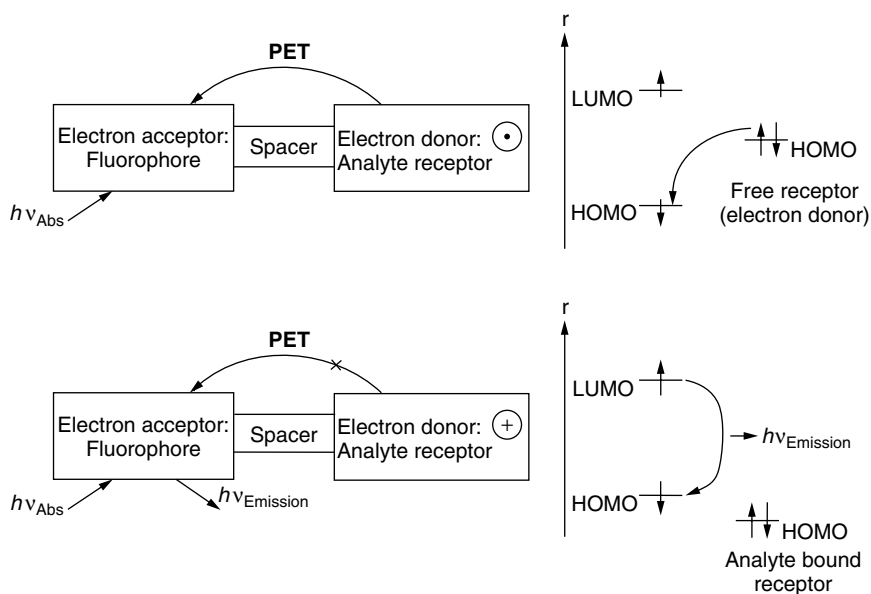 PET
Electron acceptor:
Fluorophore
Spacer
Electron donor:
Analyte receptor
hνAbs
r
LUMO
HOMO
HOMO
Free receptor
(electron donor)
PET
Electron acceptor:
Fluorophore
Spacer
Electron donor:
Analyte receptor
+
hνAbs
hνEmission
r
LUMO
hνEmission
HOMO
HOMO
Analyte bound
receptor